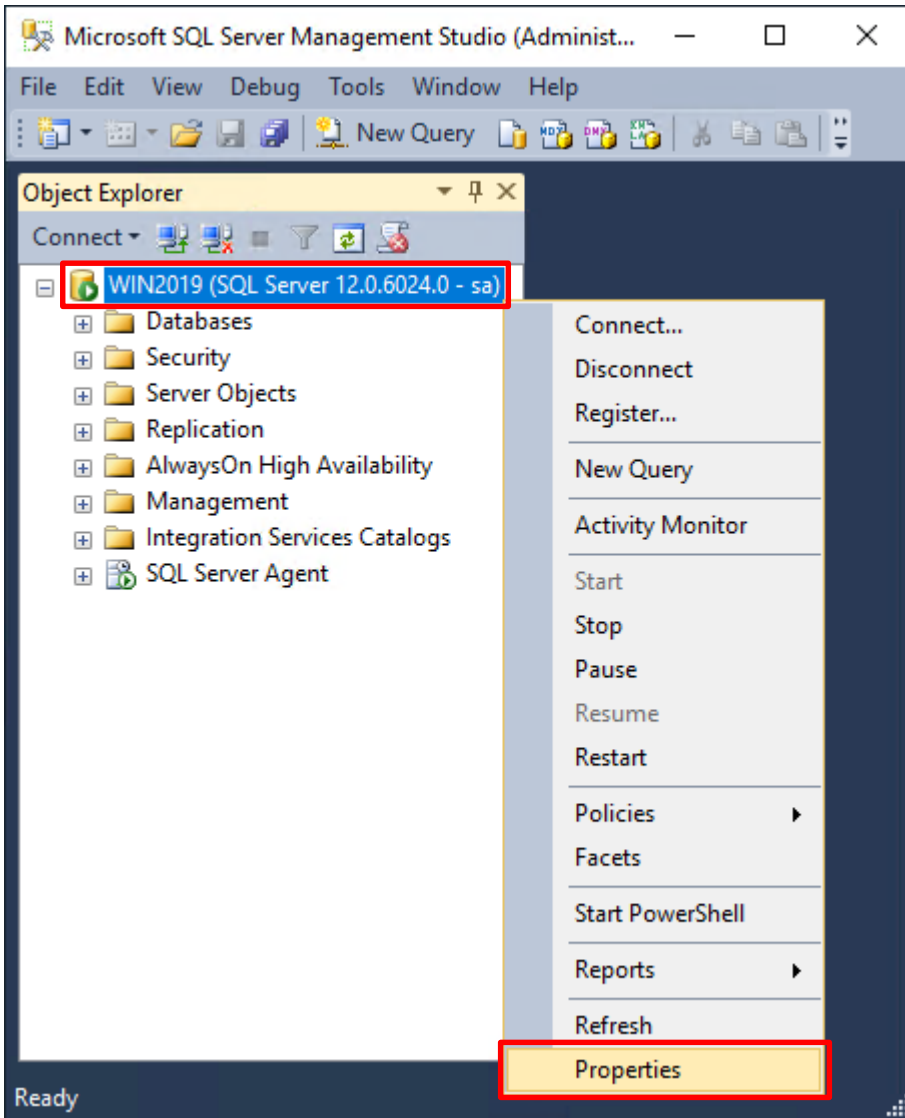 Microsoft SQL Server Management Studio (Administ...
File Edit View Debug Tools Window Help
New Query
Object Explorer
Connect
WIN2019 (SQL Server 12.0.6024.0 - sa)
Databases
Security
Server Objects
Replication
AlwaysOn High Availability
Management
Integration Services Catalogs
SQL Server Agent
Connect...
Disconnect
Register...
New Query
Activity Monitor
Start
Stop
Pause
Resume
Restart
Policies
Facets
Start PowerShell
Reports
Refresh
Properties
Ready